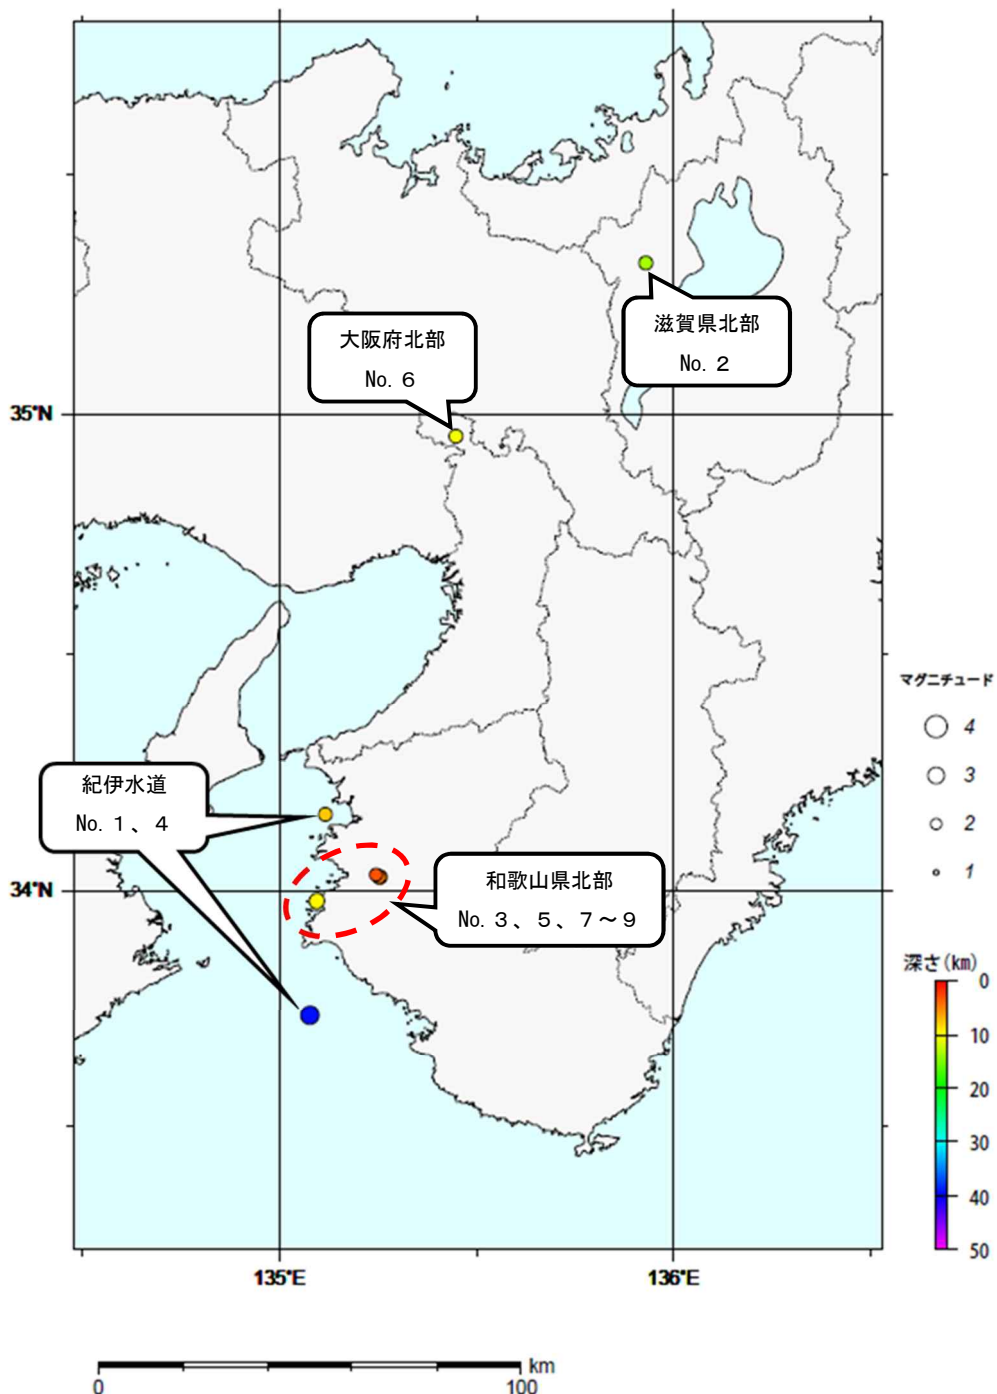 滋賀県北部
No. 2
大阪府北部
No. 6
35°N
マグニチュード
4
3
2
1
紀伊水道
No. 1、4
和歌山県北部
No. 3、5、7～9
34°N
深さ(km)
0
10
20
30
40
50
135°E
136°E
km
0
100